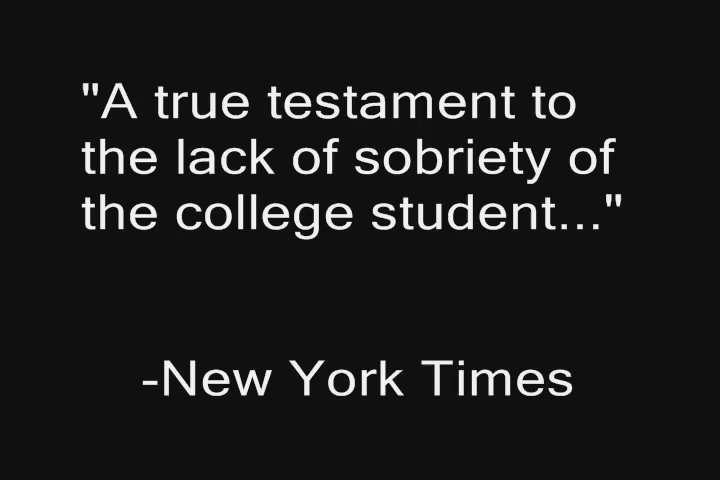 "A true testament to
the lack of sobriety of
the college student..."
-New York Times